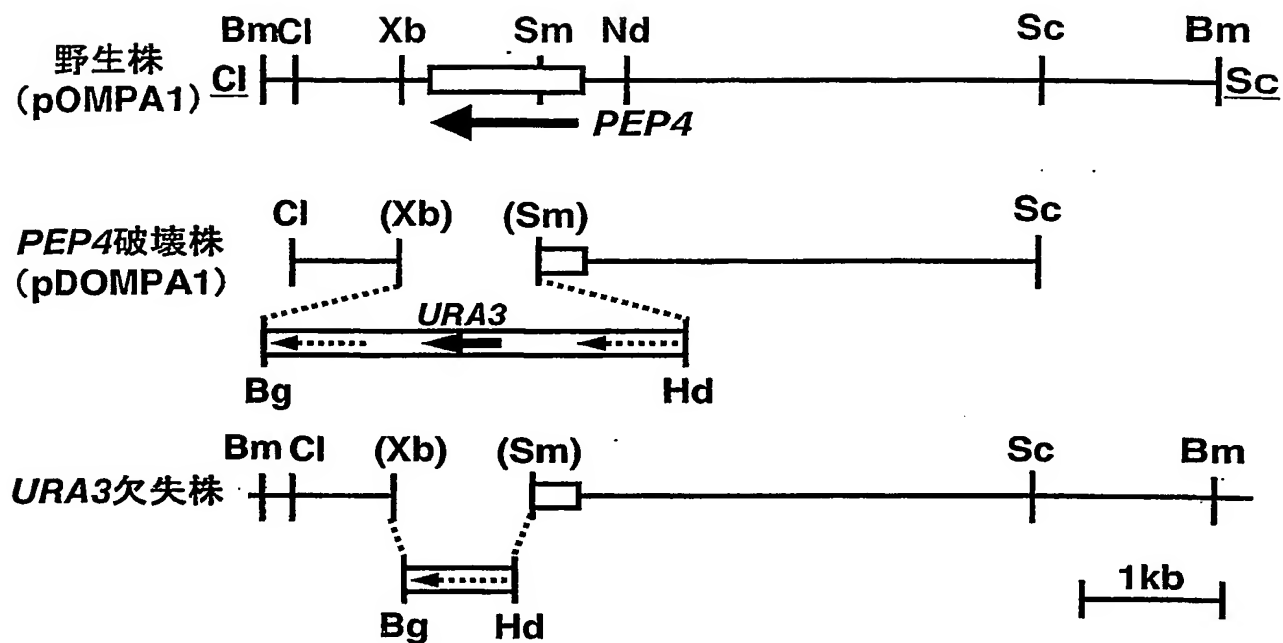 Bm Cl Xb Sm Nd Sc Bm
野生株 Cl Sc
(pOMPA1)
PEP4
Cl (Xb) (Sm) Sc
PEP4破壊株
(pDOMPA1)
URA3
Bg Hd
Bm Cl (Xb) (Sm) Sc Bm
URA3欠失株
1kb
Bg Hd